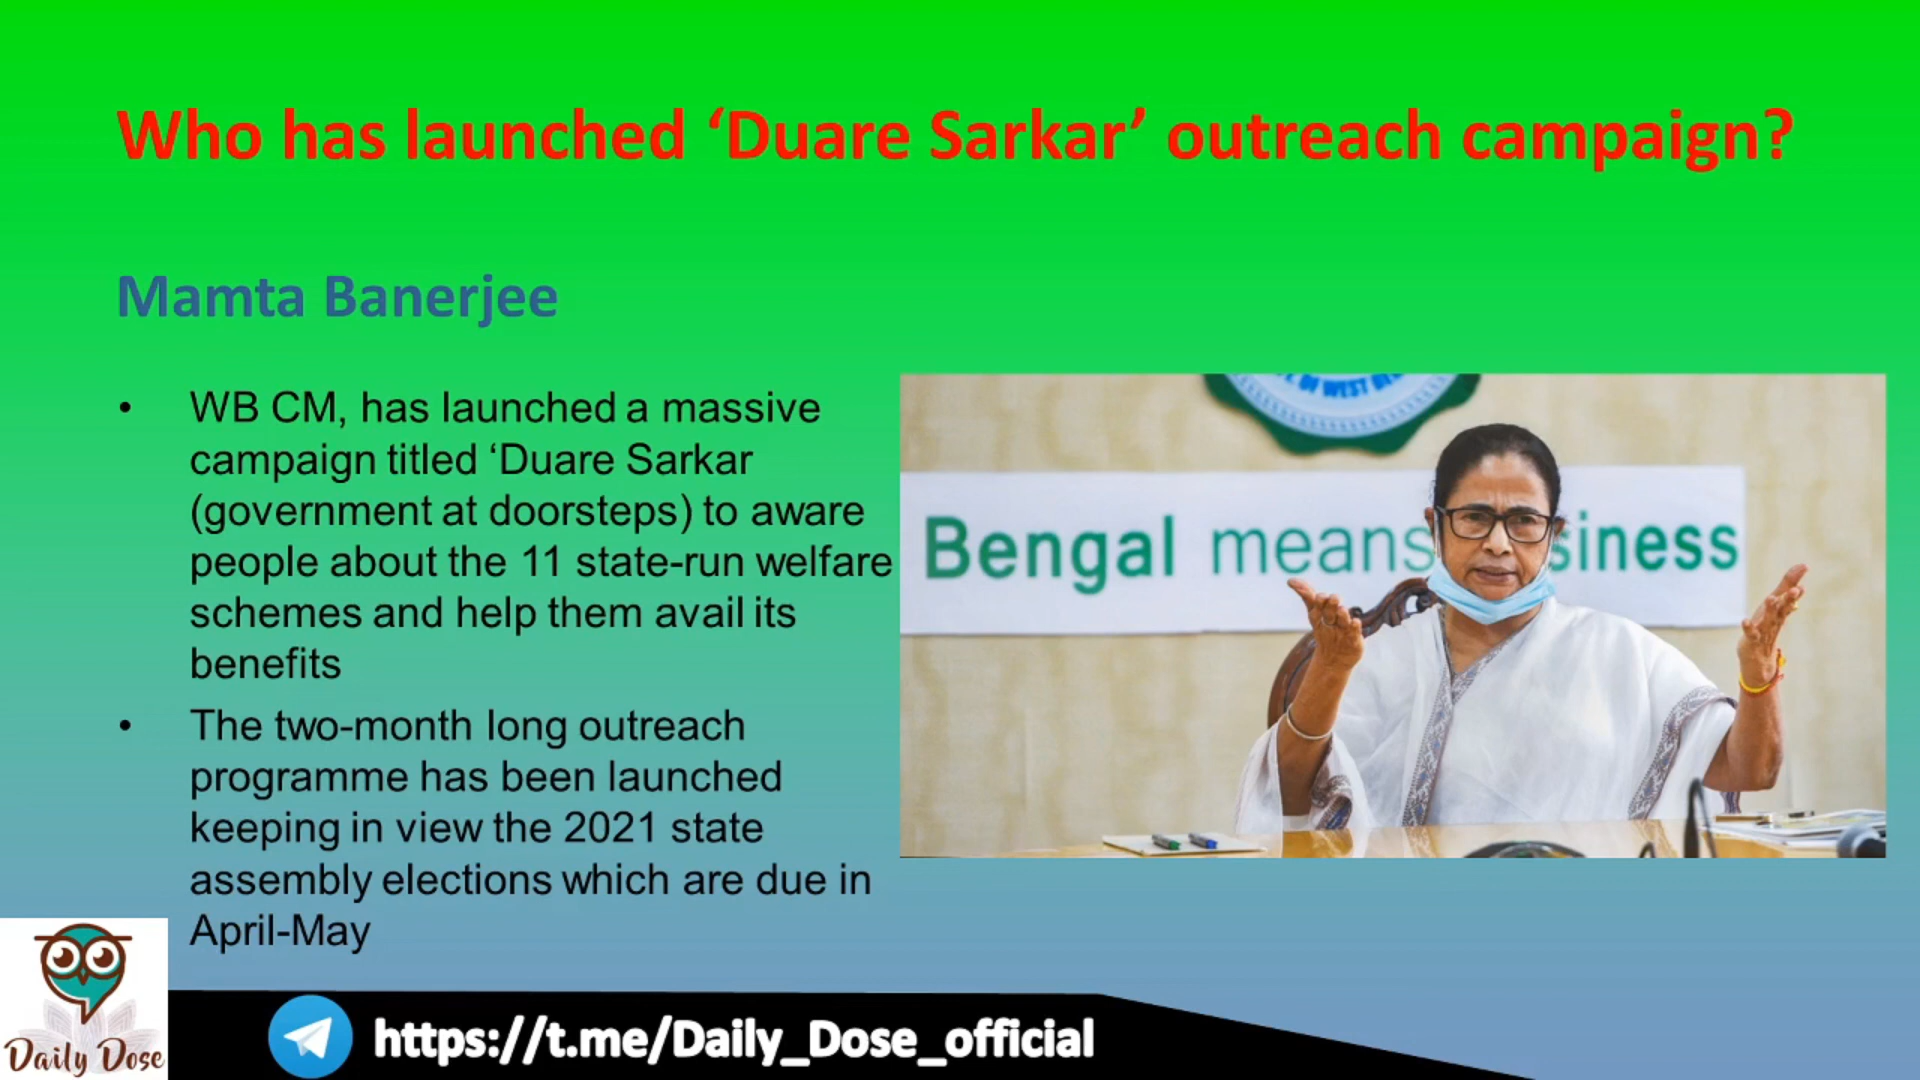 Who has launched ‘Duare Sarkar’ outreach campaign?
Mamta Banerjee
• WB CM, has launched a massive
campaign titled ‘Duare Sarkar
(government at doorsteps) to aware
people about the 11 state-run welfare
schemes and help them avail its
benefits
• The two-month long outreach
programme has been launched
keeping in view the 2021 state
assembly elections which are due in
April-May
OF WEST
Bengal means siness
Daily Dose
https://t.me/Daily_Dose_official